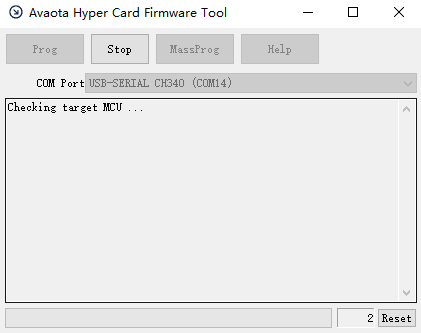 Avaota Hyper Card Firmware Tool
Prog Stop MassProg Help
COM Port USB-SERIAL CH340 (COM14)
Checking target MCU ...
2 Reset